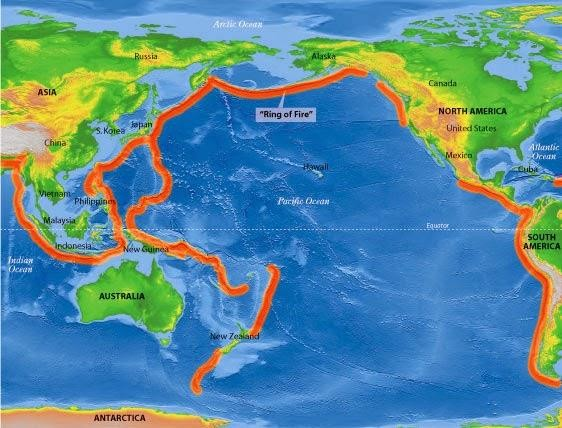 Arctic Ocean
Russia
Alaska
ASIA
Canada
"Ring of Fire"
NORTH AMERICA
Japan
S. Korea
United States
China
Atlantic
Ocean
Mexico
Hawaii
Cuba
Vietnam
Philippines
Pacific Ocean
Malaysia
Equator
Indonesia
New Guinea
SOUTH
AMERICA
Indian
Ocean
AUSTRALIA
New Zealand
ANTARCTICA